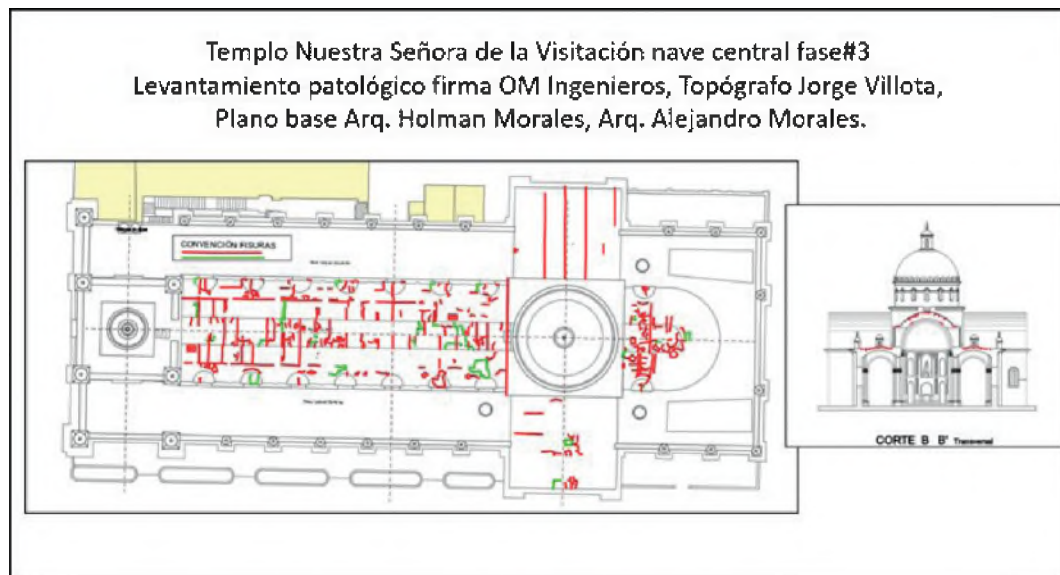 Templo Nuestra Señora de la Visitación nave central fase#3
Levantamiento patológico firma OM Ingenieros, Topógrafo Jorge Villota,
Plano base Arq. Holman Morales, Arq. Alejandro Morales.
CONVENCIÓN FISURAS
CORTE B B' Transversal